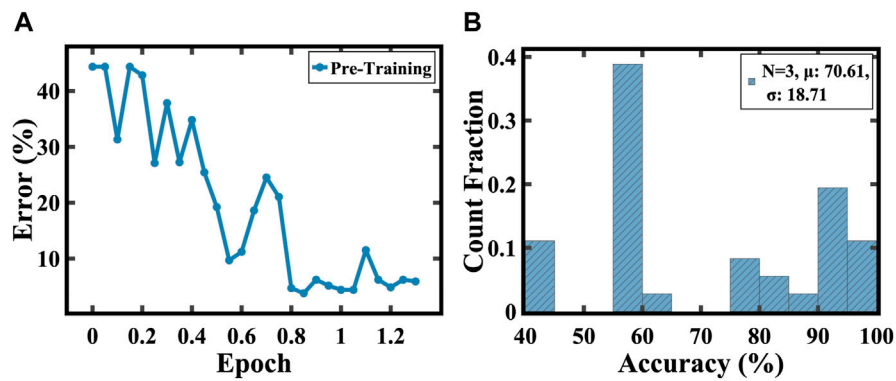 A
Error (%)
40
30
20
10
Pre-Training
0 0.2 0.4 0.6 0.8 1 1.2
Epoch
B
Count Fraction
0.4
0.3
0.2
0.1
0
N=3, μ: 70.61,
σ: 18.71
40 50 60 70 80 90 100
Accuracy (%)